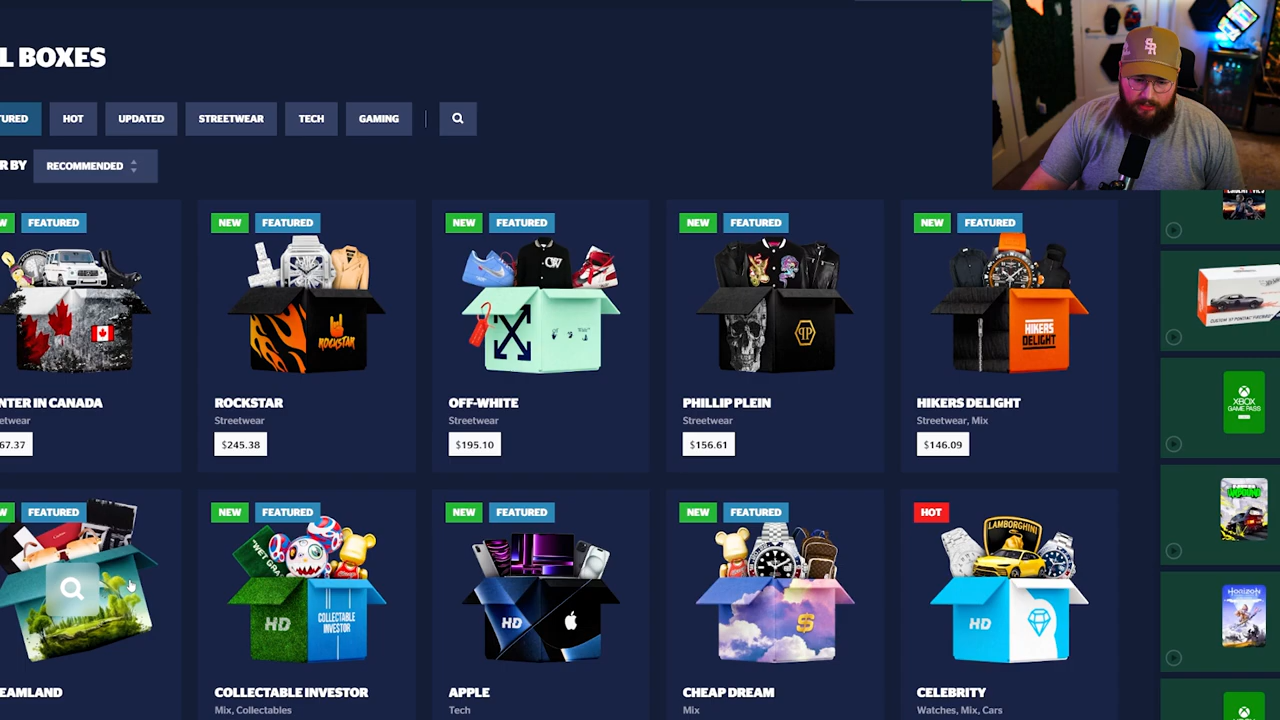 L BOXES
URED
HOT
UPDATED
STREETWEAR
TECH
GAMING
R BY
RECOMMENDED
W
FEATURED
NEW
FEATURED
NEW
FEATURED
NEW
FEATURED
NEW
FEATURED
ROCKSTAR
CW
HIKERS
DELIGHT
NTER IN CANADA
etwear
67.37
ROCKSTAR
Streetwear
$245.38
OFF-WHITE
Streetwear
$195.10
PHILLIP PLEIN
Streetwear
$156.61
HIKERS DELIGHT
Streetwear, Mix
$146.09
XBOX
GAME PASS
W
FEATURED
NEW
FEATURED
NEW
FEATURED
NEW
FEATURED
HOT
LAMBORGHINI
HD
COLLECTABLE
INVESTOR
HD
$
HD
Horizon
EAMLAND
COLLECTABLE INVESTOR
Mix, Collectables
APPLE
Tech
CHEAP DREAM
Mix
CELEBRITY
Watches, Mix, Cars